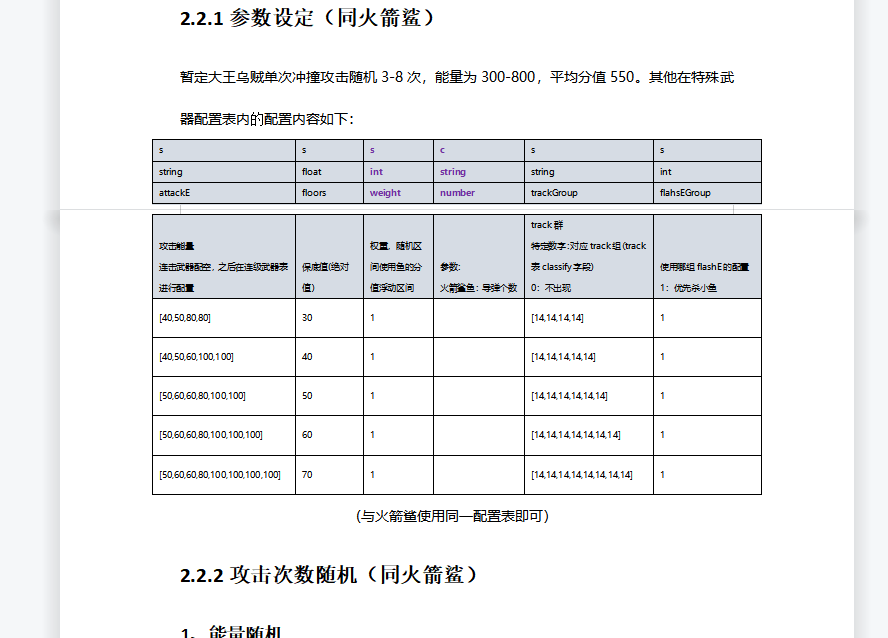 2.2.1 参数设定（同火箭鲨）
暂定大王乌贼单次冲撞攻击随机 3-8 次，能量为 300-800，平均分值 550。其他在特殊武
器配置表内的配置内容如下：
s s s c s s
string float int string string int
attackE floors weight number trackGroup flahsEGroup
攻击能量
连击武器配空，之后在连级武器表
进行配置
保底值(绝对
值)
权重，随机区
间使用鱼的分
值浮动区间
参数:
火箭鲨鱼：导弹个数
track 群
特定数字：对应 track 组 (track
表 classify 字段)
0：不出现
使用哪组 flashE 的配置
1：优先杀小鱼
[40,50,80,80] 30 1 [14,14,14,14] 1
[40,50,60,100,100] 40 1 [14,14,14,14,14] 1
[50,60,60,80,100,100] 50 1 [14,14,14,14,14,14] 1
[50,60,60,80,100,100,100] 60 1 [14,14,14,14,14,14,14] 1
[50,60,60,80,100,100,100,100] 70 1 [14,14,14,14,14,14,14,14] 1
(与火箭鲨使用同一配置表即可)
2.2.2 攻击次数随机（同火箭鲨）
1. 能量随机